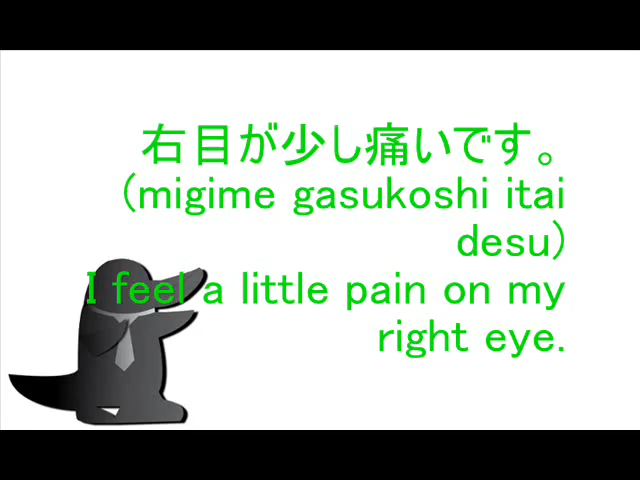 右目が少し痛いです。
(migime gasukoshi itai
desu)
I feel a little pain on my
right eye.